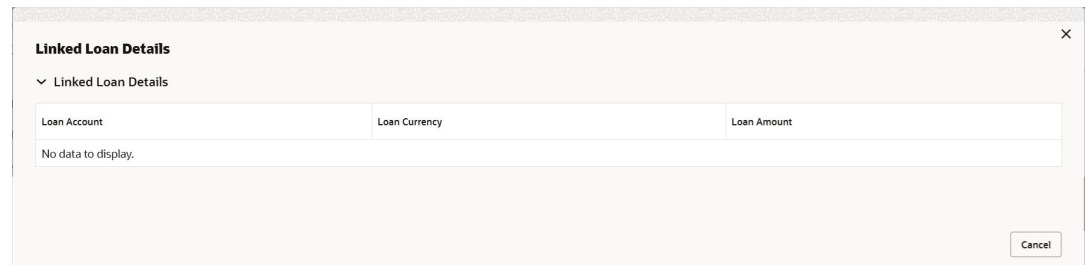 Linked Loan Details
Linked Loan Details
Loan Account Loan Currency Loan Amount
No data to display.
Cancel